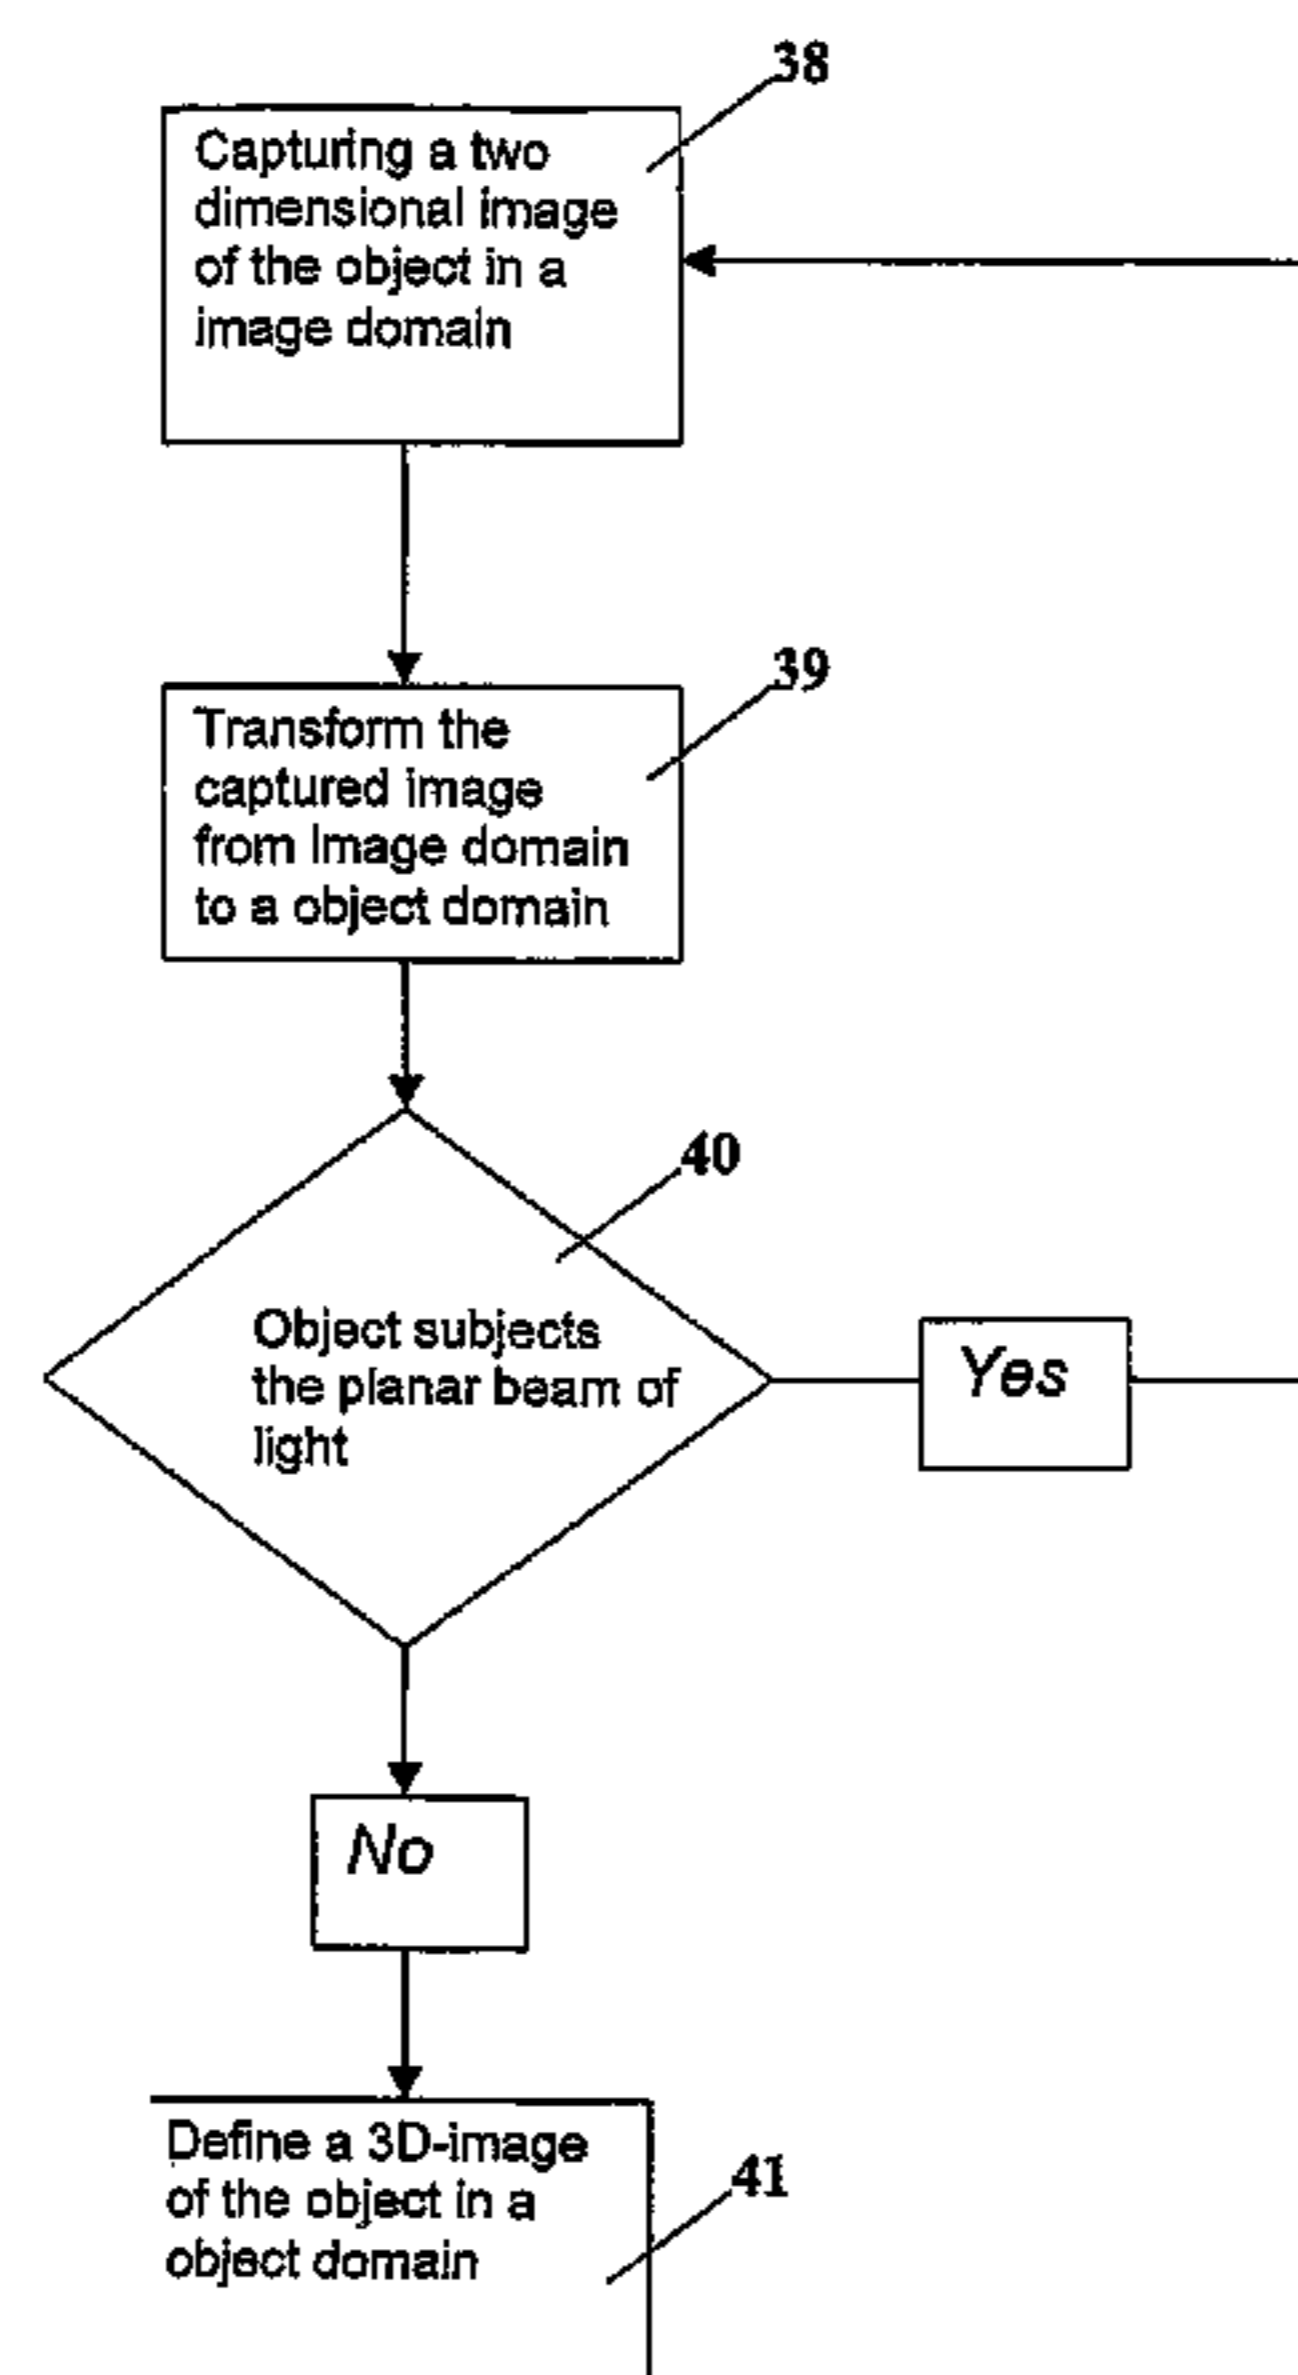 38
Capturing a two
dimensional image
of the object in a
image domain
39
Transform the
captured image
from Image domain
to a object domain
40
Object subjects
the planar beam of
light
Yes
No
Define a 3D-image
of the object in a
object domain
41